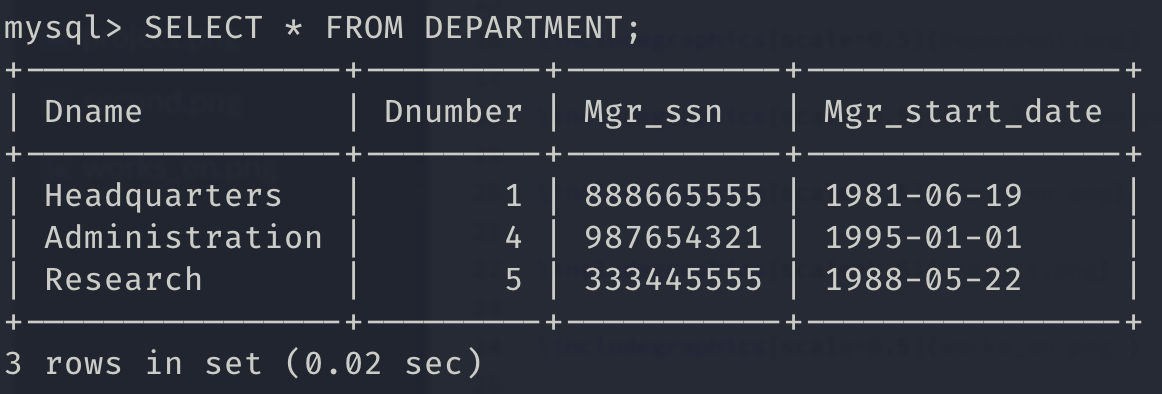 mysql> SELECT * FROM DEPARTMENT;
+----------------+---------+-----------+----------------+
| Dname          | Dnumber | Mgr_ssn   | Mgr_start_date |
+----------------+---------+-----------+----------------+
| Headquarters   |       1 | 888665555 | 1981-06-19     |
| Administration |       4 | 987654321 | 1995-01-01     |
| Research       |       5 | 333445555 | 1988-05-22     |
+----------------+---------+-----------+----------------+
3 rows in set (0.02 sec)